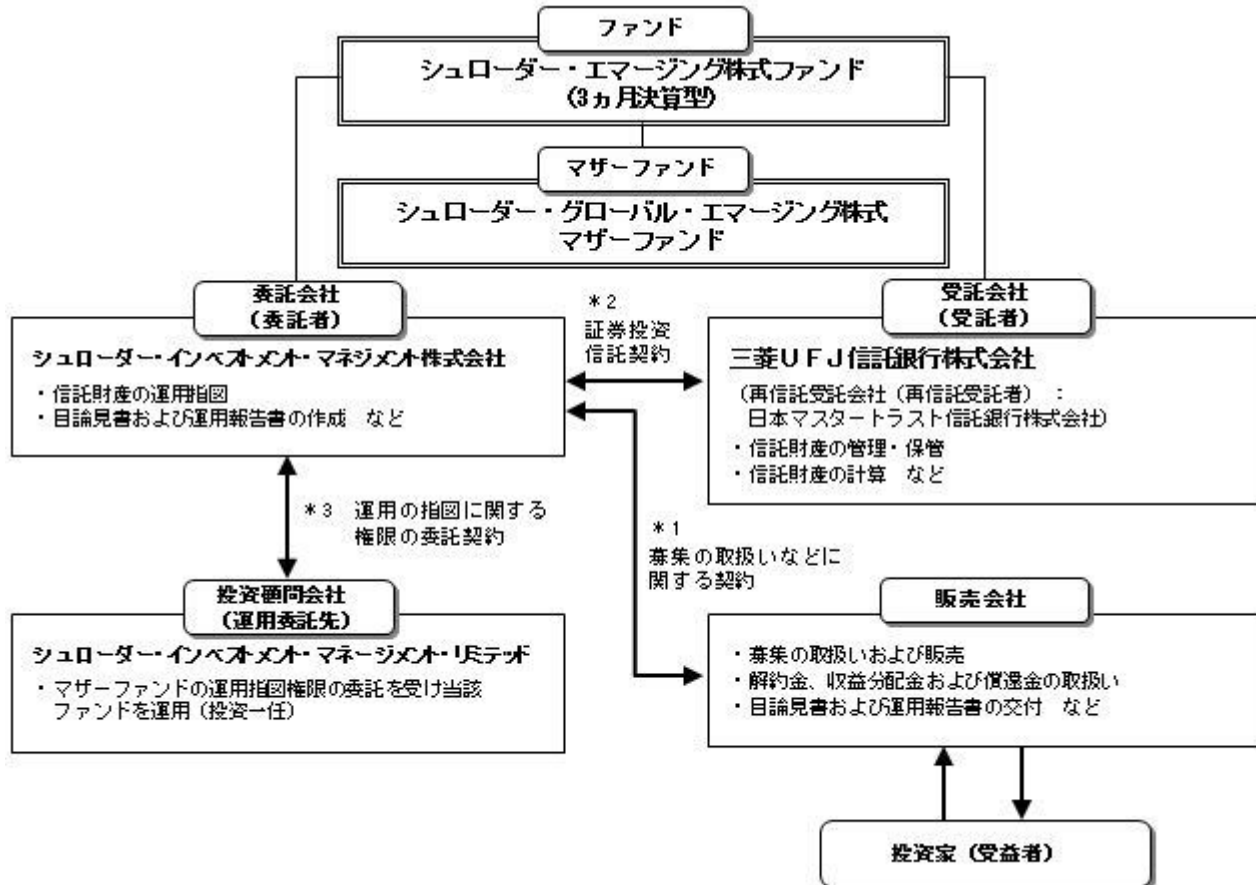 ファンド
シュローダー・エマージング株式ファンド
(3ヵ月決算型)
マザーファンド
シュローダー・グローバル・エマージング株式
マザーファンド
委託会社
(委託者)
シュローダー・インベストメント・マネジメント株式会社
・信託財産の運用指図
・目論見書および運用報告書の作成 など
*2
証券投資
信託契約
受託会社
(受託者)
三菱UFJ信託銀行株式会社
(再信託受託会社(再信託受託者) :
日本マスタートラスト信託銀行株式会社)
・信託財産の管理・保管
・信託財産の計算 など
*3 運用の指図に関する
権限の委託契約
*1
募集の取扱いなどに
関する契約
投資顧問会社
(運用委託先)
シュローダー・インベストメント・マネージメント・リミテッド
・マザーファンドの運用指図権限の委託を受け当該
ファンドを運用(投資一任)
販売会社
・募集の取扱いおよび販売
・解約金、収益分配金および償還金の取扱い
・目論見書および運用報告書の交付 など
投資家(受益者)